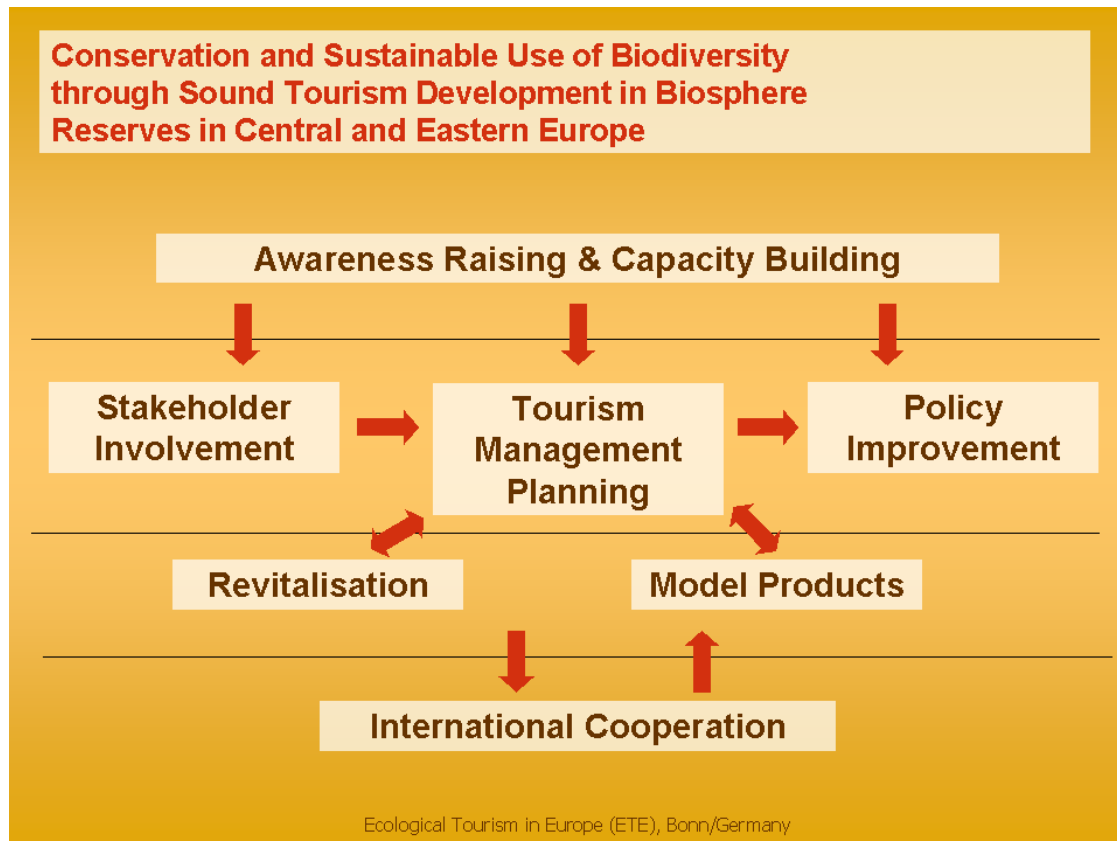 Conservation and Sustainable Use of Biodiversity
through Sound Tourism Development in Biosphere
Reserves in Central and Eastern Europe
Awareness Raising & Capacity Building
Stakeholder
Involvement
Tourism
Management
Planning
Policy
Improvement
Revitalisation
Model Products
International Cooperation
Ecological Tourism in Europe (ETE), Bonn/Germany